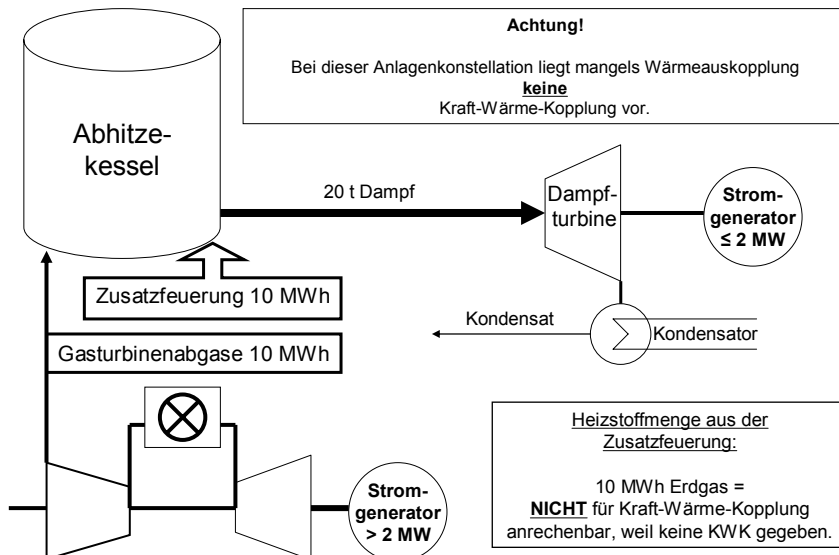 Achtung!
Bei dieser Anlagenkonstellation liegt mangels Wärmeauskopplung
keine
Kraft-Wärme-Kopplung vor.
Abhitze-
kessel
20 t Dampf
Dampf-
turbine
Strom-
generator
≤ 2 MW
Zusatzfeuerung 10 MWh
Kondensat
Kondensator
Gasturbinenabgase 10 MWh
Strom-
generator
> 2 MW
Heizstoffmenge aus der
Zusatzfeuerung:
10 MWh Erdgas =
NICHT für Kraft-Wärme-Kopplung
anrechenbar, weil keine KWK gegeben.